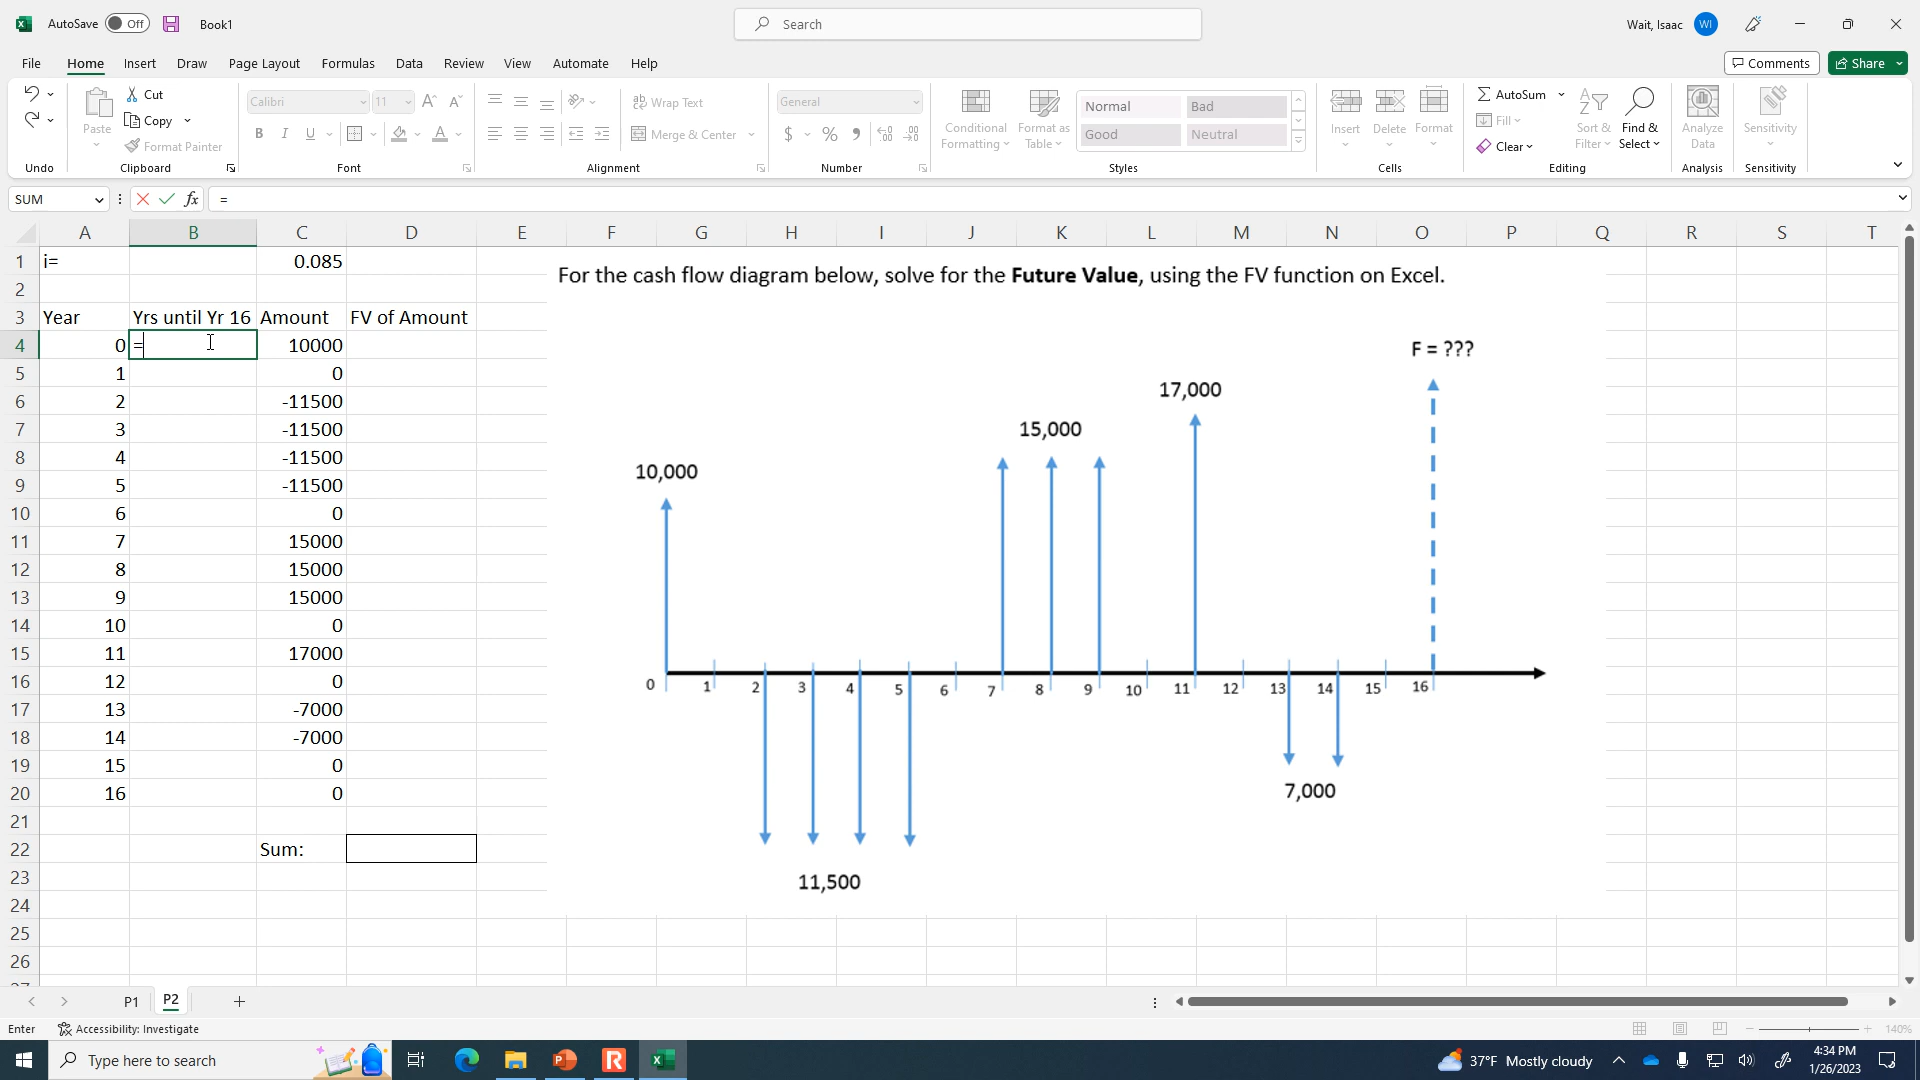 AutoSave Off Book1 Search Wait, Isaac WI
File Home Insert Draw Page Layout Formulas Data Review View Automate Help Comments Share
Undo
Paste Cut Copy Format Painter
Clipboard
Calibri 11 A A
B I U A
Font
Wrap Text
Merge & Center
Alignment
General
$ % 9
Number
Conditional Formatting Format as Table
Normal Bad
Good Neutral
Styles
Insert Delete Format
Cells
AutoSum
Fill
Clear
Sort & Filter Find & Select
Editing
Analyze Data
Analysis
Sensitivity
Sensitivity
SUM fx =
A B C D E F G H I J K L M N O P Q R S T
1 i= 0.085
2
3 Year Yrs until Yr 16 Amount FV of Amount
4 0 = 10000
5 1 0
6 2 -11500
7 3 -11500
8 4 -11500
9 5 -11500
10 6 0
11 7 15000
12 8 15000
13 9 15000
14 10 0
15 11 17000
16 12 0
17 13 -7000
18 14 -7000
19 15 0
20 16 0
21
22 Sum:
23
24
25
26
For the cash flow diagram below, solve for the Future Value, using the FV function on Excel.
F = ???
17,000
15,000
10,000
0 1 2 3 4 5 6 7 8 9 10 11 12 13 14 15 16
7,000
11,500
P1 P2
Enter Accessibility: Investigate 140%
Type here to search 37°F Mostly cloudy 4:34 PM
1/26/2023